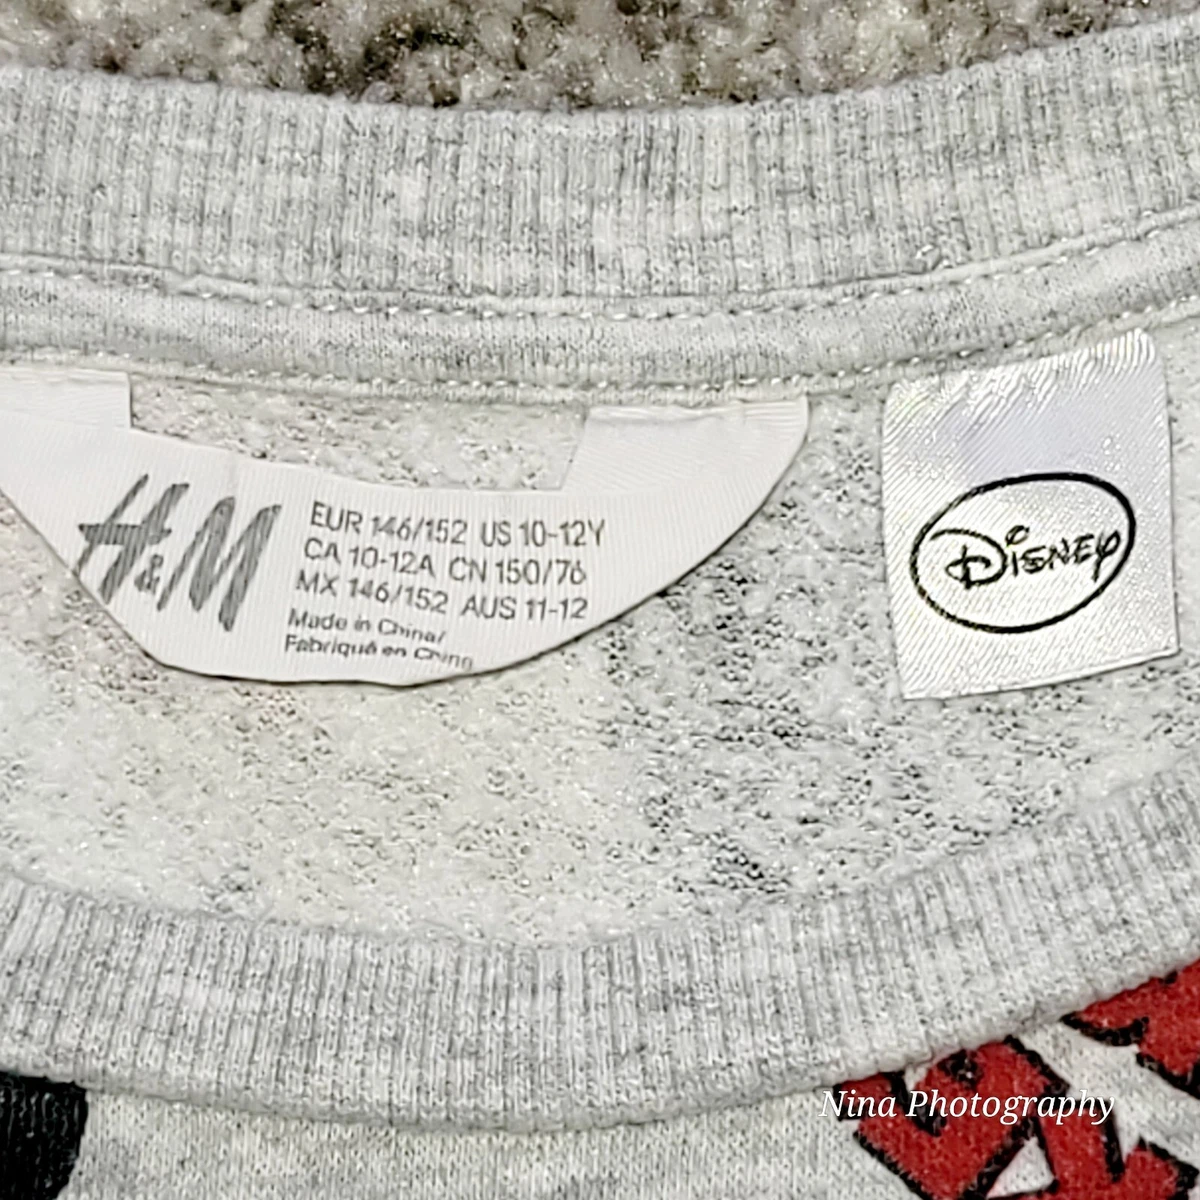 H&M
EUR 146/152 US 10-12Y
CA 10-12A CN 150/76
MX 146/152 AUS 11-12
Made in China/
Fabriqué en Chine
Disney
Nina Photography